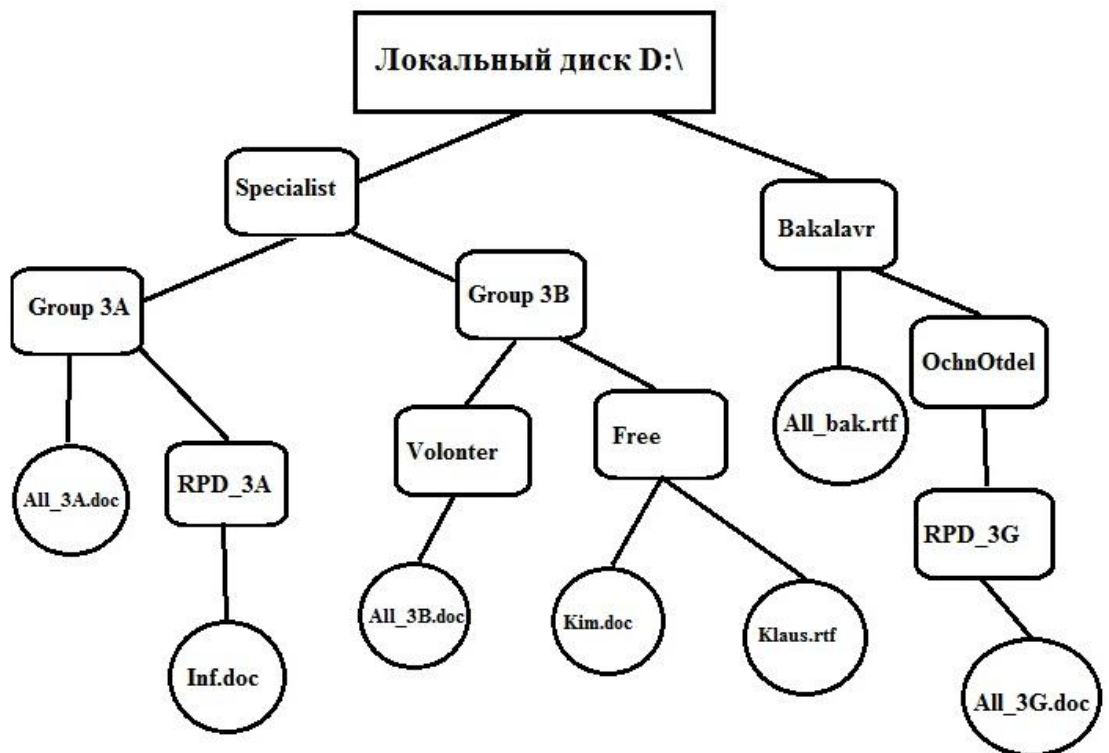 Локальный диск D:\
Specialist
Bakalavr
Group 3A
Group 3B
OchnOtdel
All_bak.rtf
Volonter
Free
All_3A.doc
RPD_3A
RPD_3G
All_3B.doc
Kim.doc
Klaus.rtf
Inf.doc
All_3G.doc